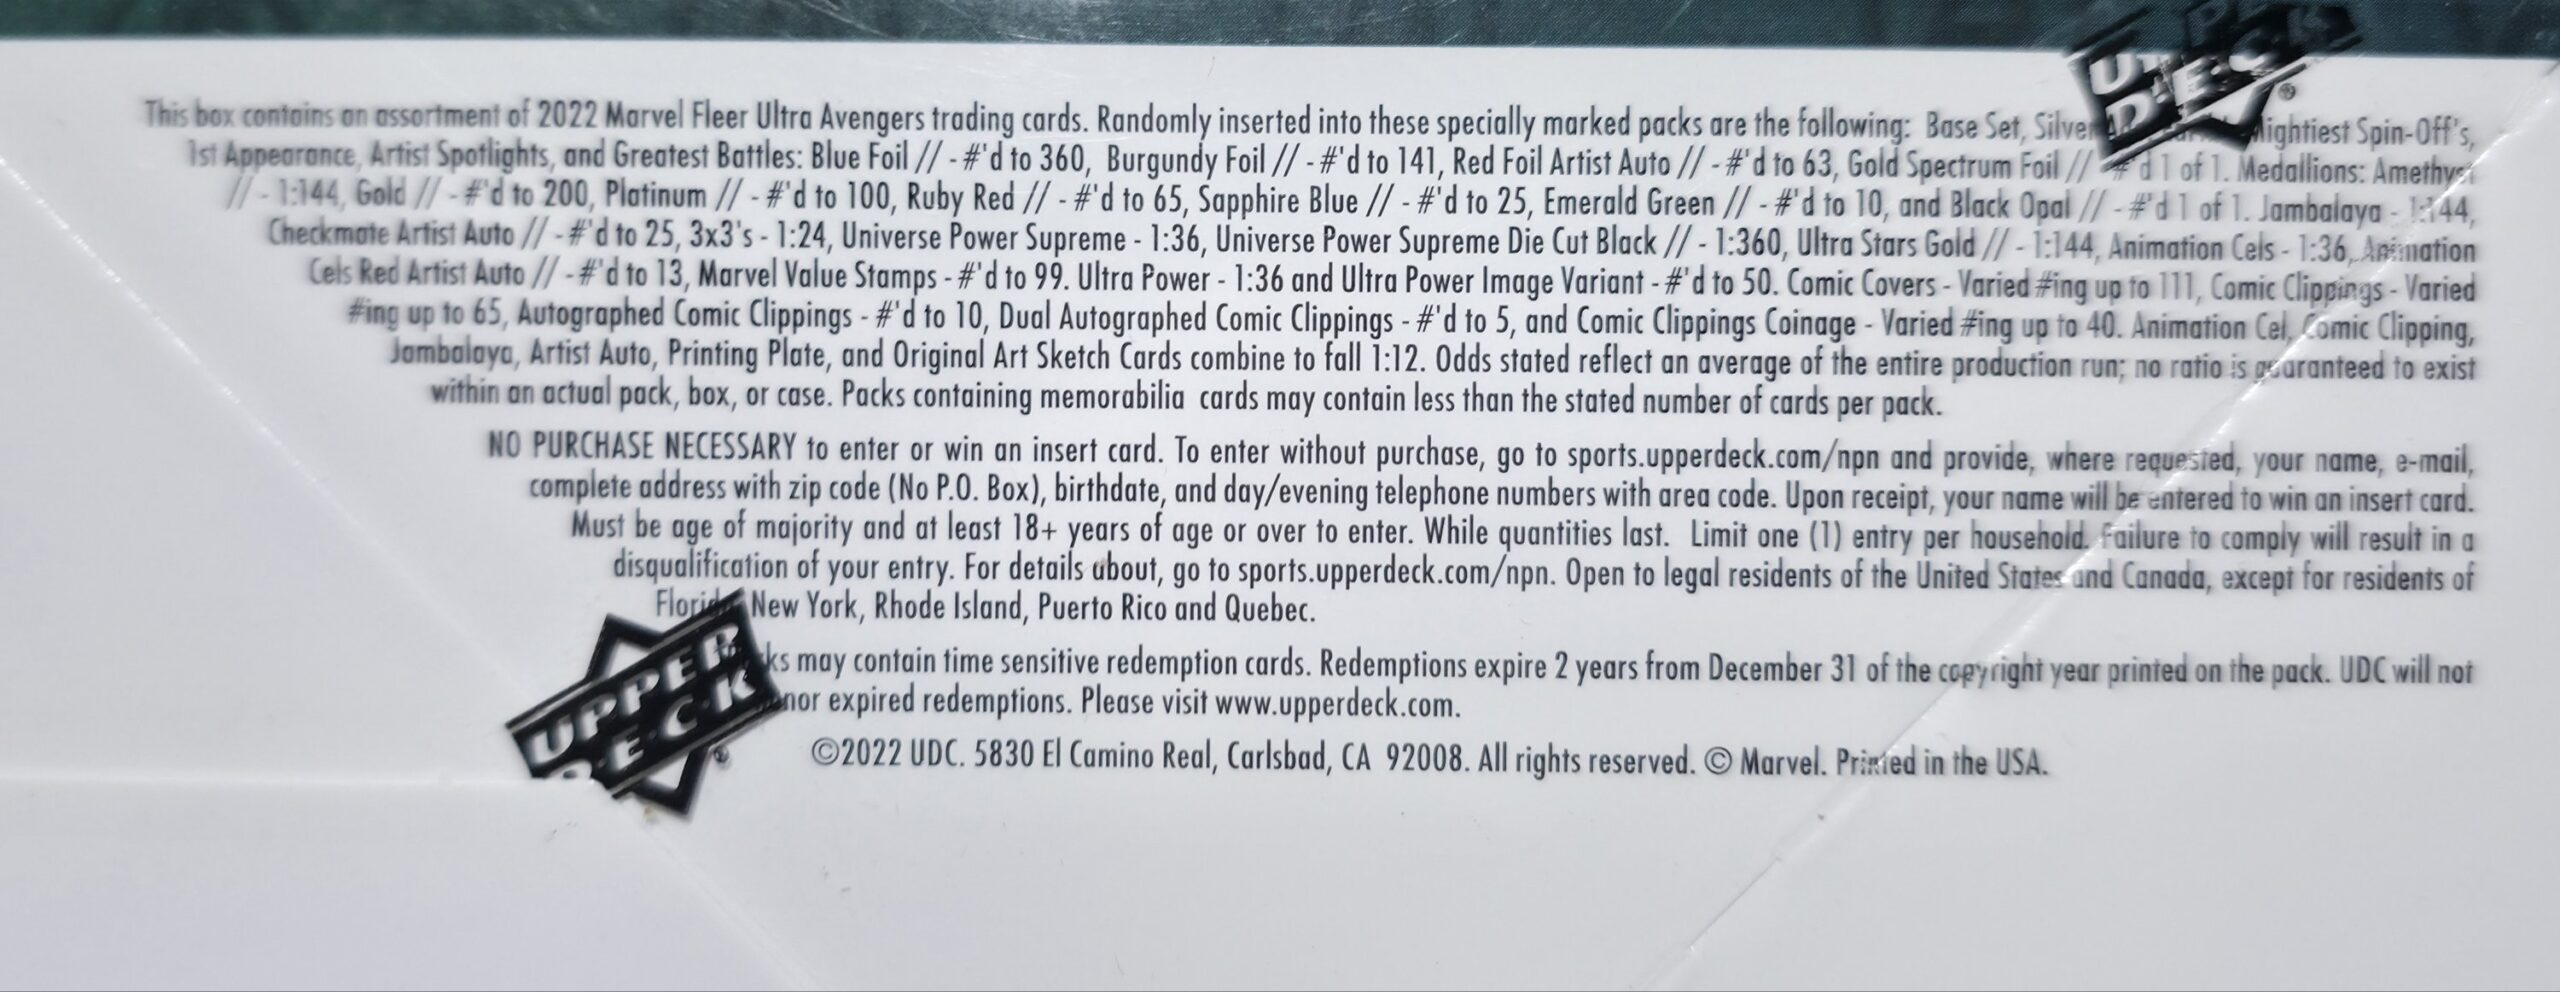 This box contains an assortment of 2022 Marvel Fleer Ultra Avengers trading cards. Randomly inserted into these specially marked packs are the following: Base Set, Silver Mightiest Spin-Off's,
1st Appearance, Artist Spotlights, and Greatest Battles: Blue Foil // - #'d to 360, Burgundy Foil // - #'d to 141, Red Foil Artist Auto // - #'d to 63, Gold Spectrum Foil // - #'d 1 of 1. Medallions: Amethyst
// - 1:144, Gold // - #'d to 200, Platinum // - #'d to 100, Ruby Red // - #'d to 65, Sapphire Blue // - #'d to 25, Emerald Green // - #'d to 10, and Black Opal // - #'d 1 of 1. Jambalaya - 1:144,
Checkmate Artist Auto // - #'d to 25, 3x3's - 1:24, Universe Power Supreme - 1:36, Universe Power Supreme Die Cut Black // - 1:360, Ultra Stars Gold // - 1:144, Animation Cels - 1:36, Animation
Cels Red Artist Auto // - #'d to 13, Marvel Value Stamps - #'d to 99. Ultra Power - 1:36 and Ultra Power Image Variant - #'d to 50. Comic Covers - Varied #ing up to 111, Comic Clippings - Varied
#ing up to 65, Autographed Comic Clippings - #'d to 10, Dual Autographed Comic Clippings - #'d to 5, and Comic Clippings Coinage - Varied #ing up to 40. Animation Cel, Comic Clipping,
Jambalaya, Artist Auto, Printing Plate, and Original Art Sketch Cards combine to fall 1:12. Odds stated reflect an average of the entire production run; no ratio is guaranteed to exist
within an actual pack, box, or case. Packs containing memorabilia cards may contain less than the stated number of cards per pack.
NO PURCHASE NECESSARY to enter or win an insert card. To enter without purchase, go to sports.upperdeck.com/npn and provide, where requested, your name, e-mail,
complete address with zip code (No P.O. Box), birthdate, and day/evening telephone numbers with area code. Upon receipt, your name will be entered to win an insert card.
Must be age of majority and at least 18+ years of age or over to enter. While quantities last. Limit one (1) entry per household. Failure to comply will result in a
disqualification of your entry. For details about, go to sports.upperdeck.com/npn. Open to legal residents of the United States and Canada, except for residents of
Florida, New York, Rhode Island, Puerto Rico and Quebec.
may contain time sensitive redemption cards. Redemptions expire 2 years from December 31 of the copyright year printed on the pack. UDC will not
expired redemptions. Please visit www.upperdeck.com.
©2022 UDC. 5830 El Camino Real, Carlsbad, CA 92008. All rights reserved. © Marvel. Printed in the USA.
UPPER
DECK
UPPER
DECK